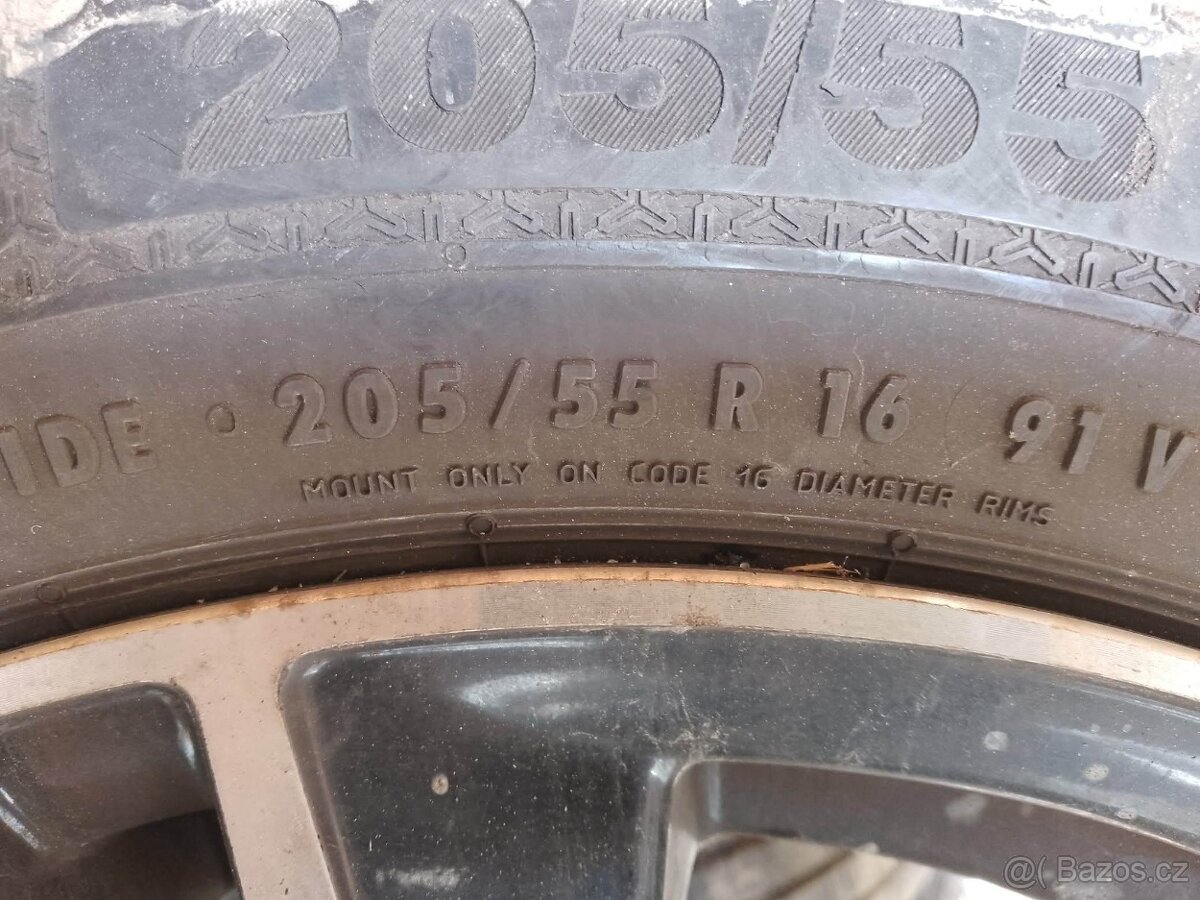 205/55
IDE • 205/55 R 16 91 V
MOUNT ONLY ON CODE 16 DIAMETER RIMS
@( Bazos.cz